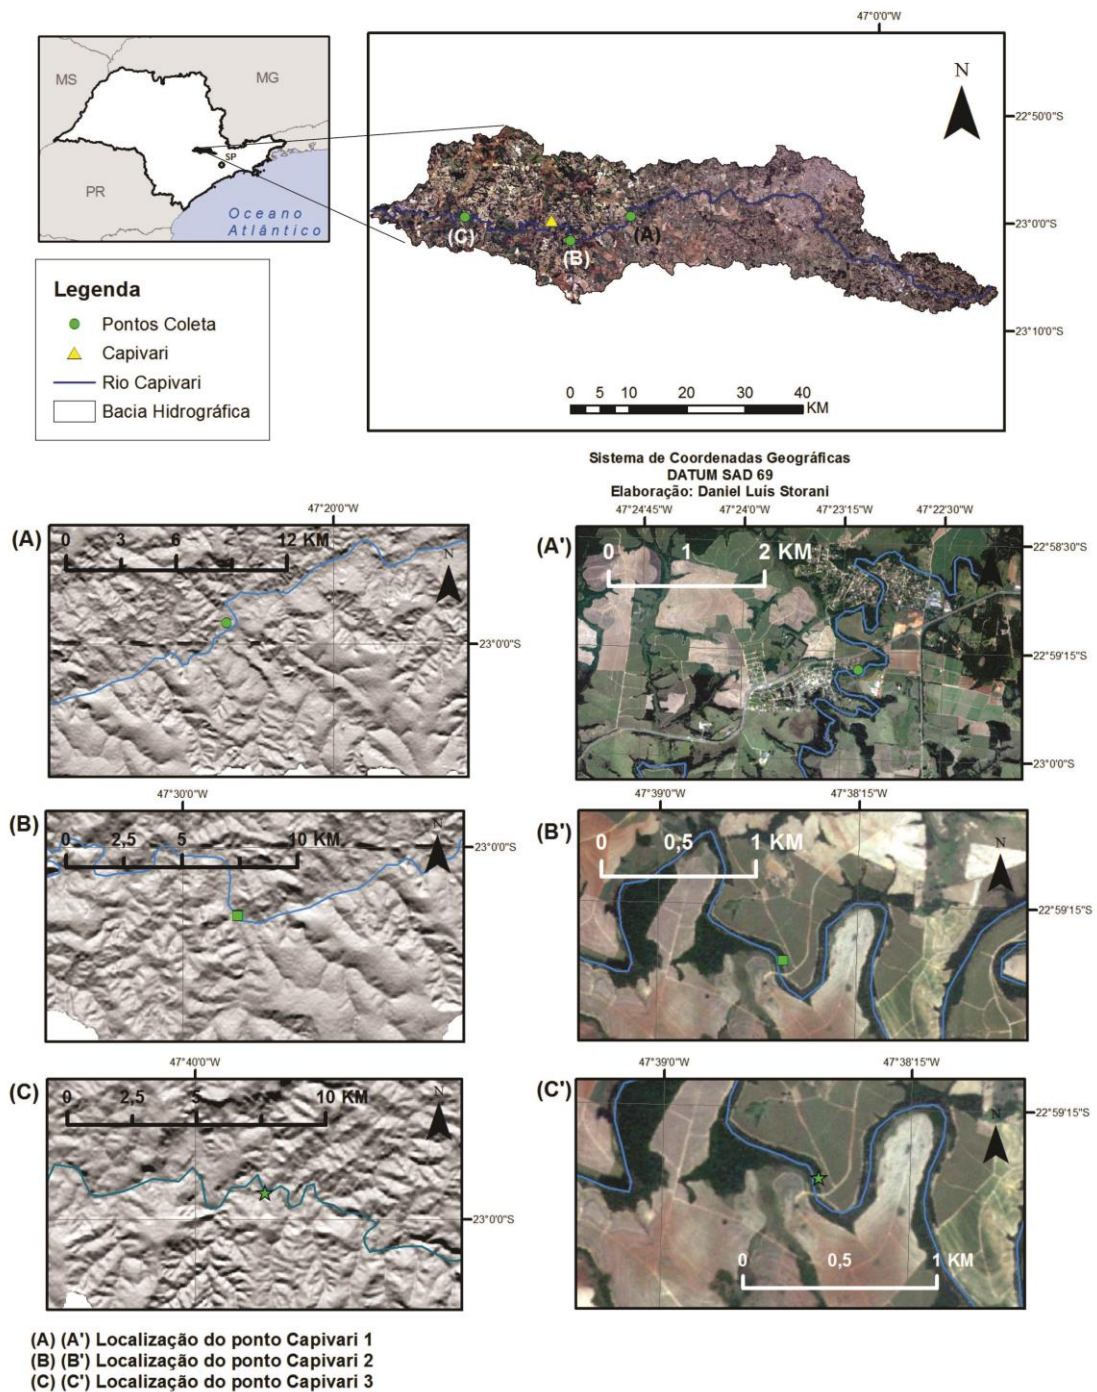 MS
MG
SP
PR
Oceano
Atlântico
47°0'0"W
N
22°50'0"S
23°0'0"S
23°10'0"S
(C)
(B)
(A)
0 5 10 20 30 40
KM
Legenda
Pontos Coleta
Capivari
Rio Capivari
Bacia Hidrográfica
Sistema de Coordenadas Geográficas
DATUM SAD 69
Elaboração: Daniel Luís Storani
47°20'0"W
(A)
0 3 6 12 KM
N
23°0'0"S
47°24'45"W 47°24'0"W 47°23'15"W 47°22'30"W
(A')
0 1 2 KM
22°58'30"S
22°59'15"S
23°0'0"S
47°30'0"W
(B)
0 2,5 5 10 KM
N
23°0'0"S
47°39'0"W 47°38'15"W
(B')
0 0,5 1 KM
N
22°59'15"S
47°40'0"W
(C)
0 2,5 5 10 KM
N
23°0'0"S
47°39'0"W 47°38'15"W
(C')
22°59'15"S
N
0 0,5 1 KM
(A) (A') Localização do ponto Capivari 1
(B) (B') Localização do ponto Capivari 2
(C) (C') Localização do ponto Capivari 3